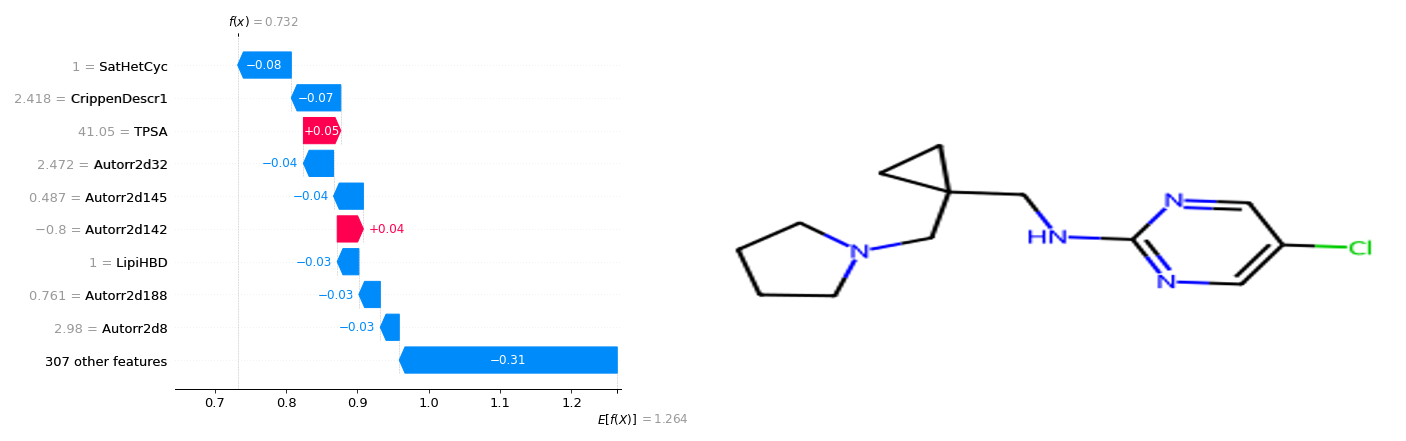 f(x) = 0.732
1 = SatHetCyc
−0.08
2.418 = CrippenDescr1
−0.07
41.05 = TPSA
+0.05
2.472 = Autorr2d32
−0.04
0.487 = Autorr2d145
−0.04
−0.8 = Autorr2d142
+0.04
1 = LipiHBD
−0.03
0.761 = Autorr2d188
−0.03
2.98 = Autorr2d8
−0.03
307 other features
−0.31
0.7 0.8 0.9 1.0 1.1 1.2
E[f(X)] = 1.264
N
HN
N
N
Cl